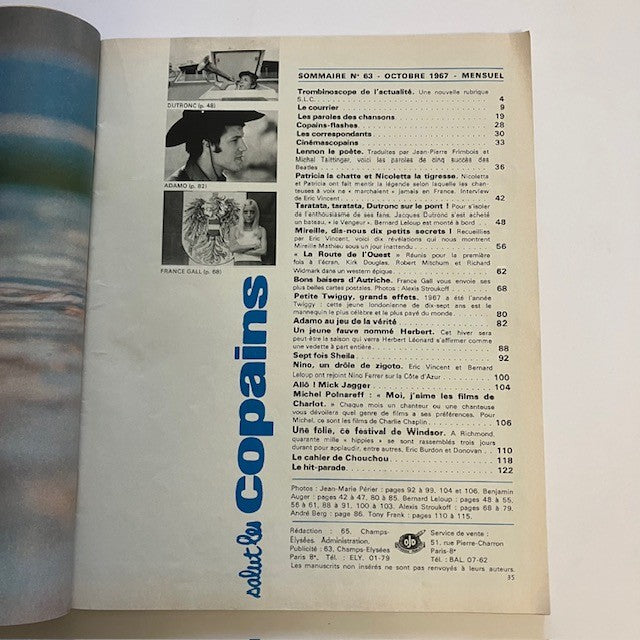 DUTRONC (p. 48)
ADAMO (p. 82)
FRANCE GALL (p. 68)
salut les copains
SOMMAIRE N° 63 - OCTOBRE 1967 - MENSUEL
Trombinoscope de l'actualité. Une nouvelle rubrique
S.L.C. 4
Le courrier 9
Les paroles des chansons 19
Copains-flashes 28
Les correspondants 30
Cinémascopains 33
Lennon le poète. Traduites par Jean-Pierre Frimbois et
Michal Taittinger, voici les paroles de cinq succès des
Beatles 36
Patricia la chatte et Nicoletta la tigresse. Nicoletta
et Patricia ont fait mentir la légende selon laquelle les chan-
teuses à voix ne « marchaient » jamais en France. Interview
de Eric Vincent 42
Taratata, taratata, Dutronc sur le pont ! Pour s'isoler
de l'enthousiasme de ses fans, Jacques Dutronc s'est acheté
un bateau, « le Vengeur ». Bernard Leloup est monté à bord 48
Mireille, dis-nous dix petits secrets ! Recueillies
par Eric Vincent, voici dix révélations qui nous montrent
Mireille Mathieu sous un jour inattendu 56
« La Route de l'Ouest » Réunis pour la première
fois à l'écran, Kirk Douglas, Robert Mitchum et Richard
Widmark dans un western épique 62
Bons baisers d'Autriche. France Gall vous envoie ses
plus belles cartes postales. Photos : Alexis Stroukoff 68
Petite Twiggy, grands effets. 1967 a été l'année
Twiggy : cette jeune londonienne de dix-sept ans est le
mannequin le plus célèbre et le plus payé du monde 80
Adamo au jeu de la vérité 82
Un jeune fauve nommé Herbert. Cet hiver sera
peut-être la saison qui verra Herbert Léonard s'affirmer comme
une vedette à part entière 88
Sept fois Sheila 92
Nino, un drôle de zigoto. Eric Vincent et Bernard
Leloup ont rejoint Nino Ferrer sur la Côte d'Azur 100
Allô ! Mick Jagger 104
Michel Polnareff : « Moi, j'aime les films de
Charlot. » Chaque mois un chanteur ou une chanteuse
vous dévoilera quel genre de films a ses préférences. Pour
Michel, ce sont les films de Charlie Chaplin 106
Une folie, ce festival de Windsor. A Richmond,
quarante mille « hippies » se sont rassemblés trois jours
durant pour applaudir, entre autres, Eric Burdon et Donovan 110
Le cahier de Chouchou 118
Le hit-parade 122
Photos : Jean-Marie Périer : pages 92 à 99, 104 et 106. Benjamin
Auger : pages 42 à 47, 80 à 85. Bernard Leloup : pages 48 à 55,
56 à 61, 88 à 91, 100 à 103. Alexis Stroukoff : pages 68 à 79.
André Berg : page 86. Tony Frank : pages 110 à 115.
Rédaction : 65, Champs-
Elysées. Administration,
Publicité : 63, Champs-Elysées
Paris 8e. Tél. : ELY. 01-79
OJD
Service de vente :
51, rue Pierre-Charron
Paris-8e
Tél. : BAL. 07-62
Les manuscrits non insérés ne sont pas renvoyés à leurs auteurs.
35